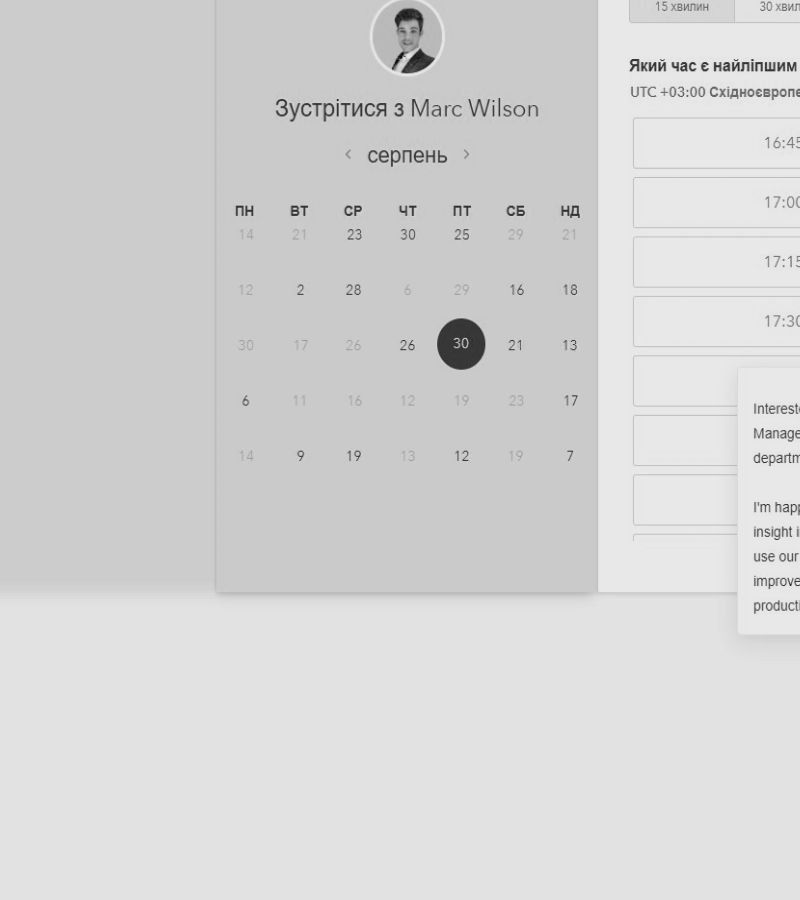 Зустрітися з Marc Wilson
‹ серпень ›
ПН ВТ СР ЧТ ПТ СБ НД
14 21 23 30 25 29 21
12 2 28 6 29 16 18
30 17 26 26 30 21 13
6 11 16 12 19 23 17
14 9 19 13 12 19 7
15 хвилин 30 хвил
Який час є найліпшим
UTC +03:00 Східноєвропе
16:45
17:00
17:15
17:30
Interest
Manage
departm
I'm happ
insight i
use our
improve
producti